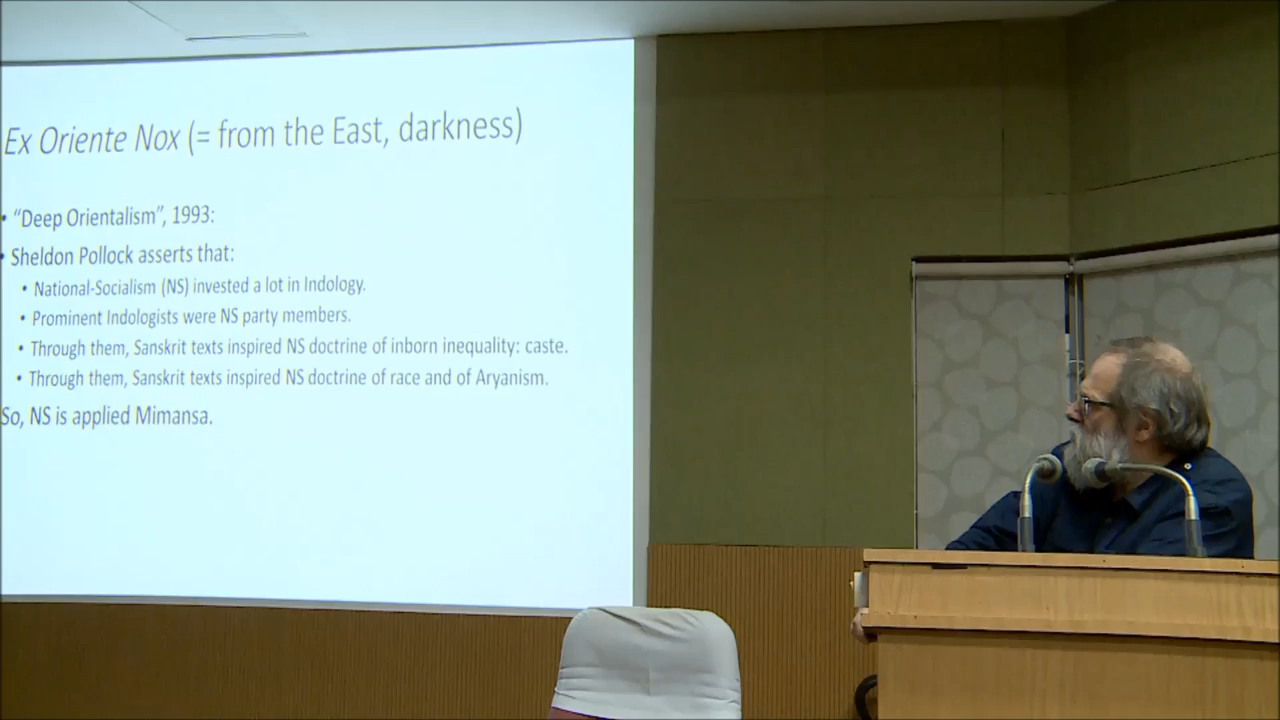 Ex Oriente Nox (= from the East, darkness)
• “Deep Orientalism”, 1993:
• Sheldon Pollock asserts that:
• National-Socialism (NS) invested a lot in Indology.
• Prominent Indologists were NS party members.
• Through them, Sanskrit texts inspired NS doctrine of inborn inequality: caste.
• Through them, Sanskrit texts inspired NS doctrine of race and of Aryanism.
So, NS is applied Mimansa.